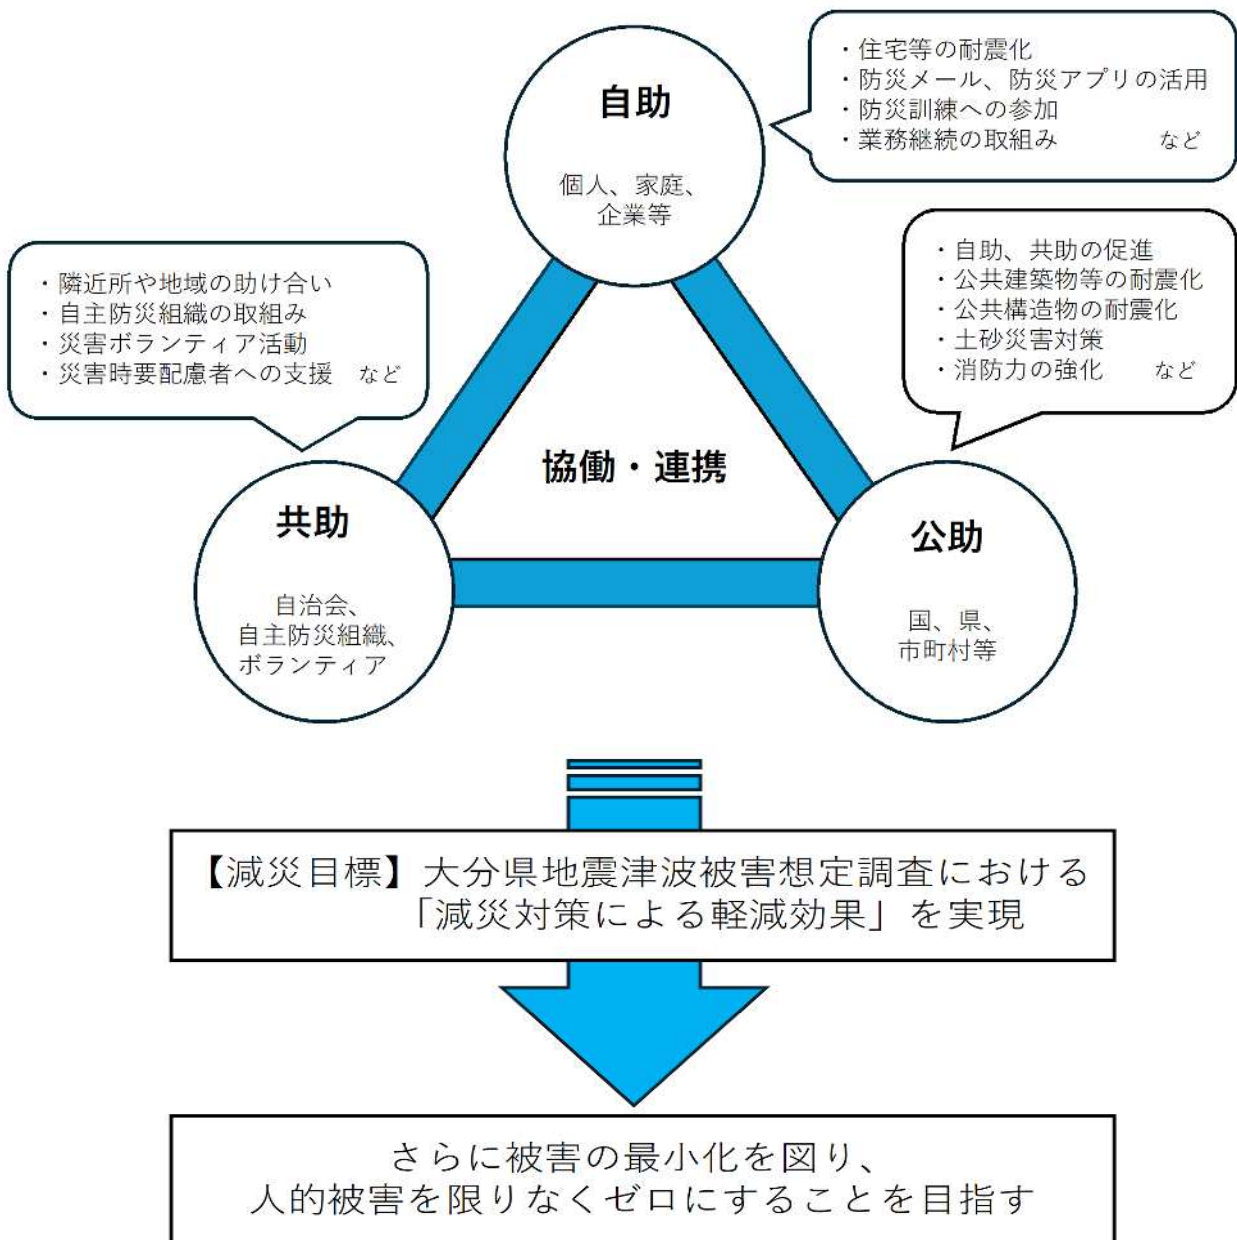 自助
個人、家庭、
企業等
・住宅等の耐震化
・防災メール、防災アプリの活用
・防災訓練への参加
・業務継続の取組み　など
・自助、共助の促進
・公共建築物等の耐震化
・公共構造物の耐震化
・土砂災害対策
・消防力の強化　など
・隣近所や地域の助け合い
・自主防災組織の取組み
・災害ボランティア活動
・災害時要配慮者への支援　など
協働・連携
共助
自治会、
自主防災組織、
ボランティア
公助
国、県、
市町村等
【減災目標】大分県地震津波被害想定調査における
「減災対策による軽減効果」を実現
さらに被害の最小化を図り、
人的被害を限りなくゼロにすることを目指す